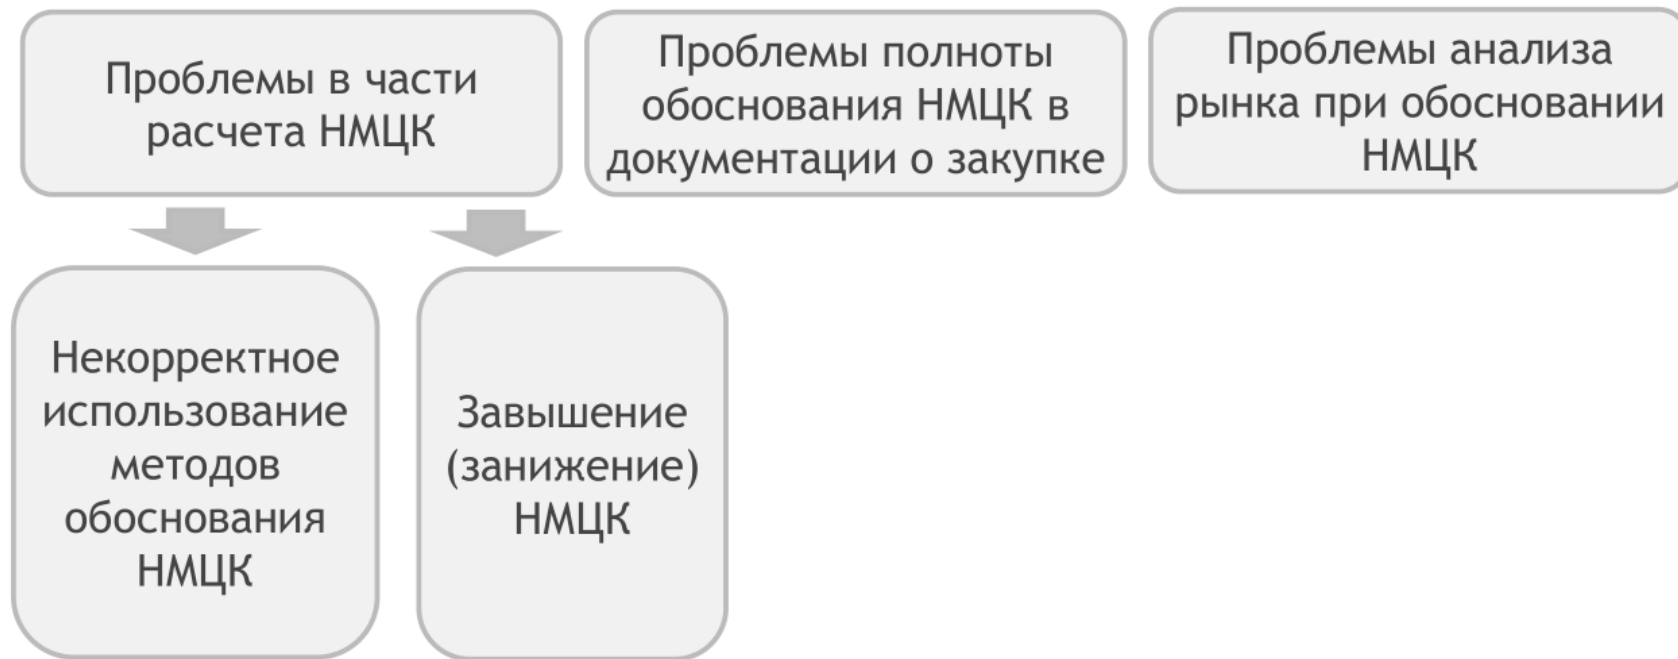 Проблемы в части
расчета НМЦК
Проблемы полноты
обоснования НМЦК в
документации о закупке
Проблемы анализа
рынка при обосновании
НМЦК
Некорректное
использование
методов
обоснования
НМЦК
Завышение
(занижение)
НМЦК